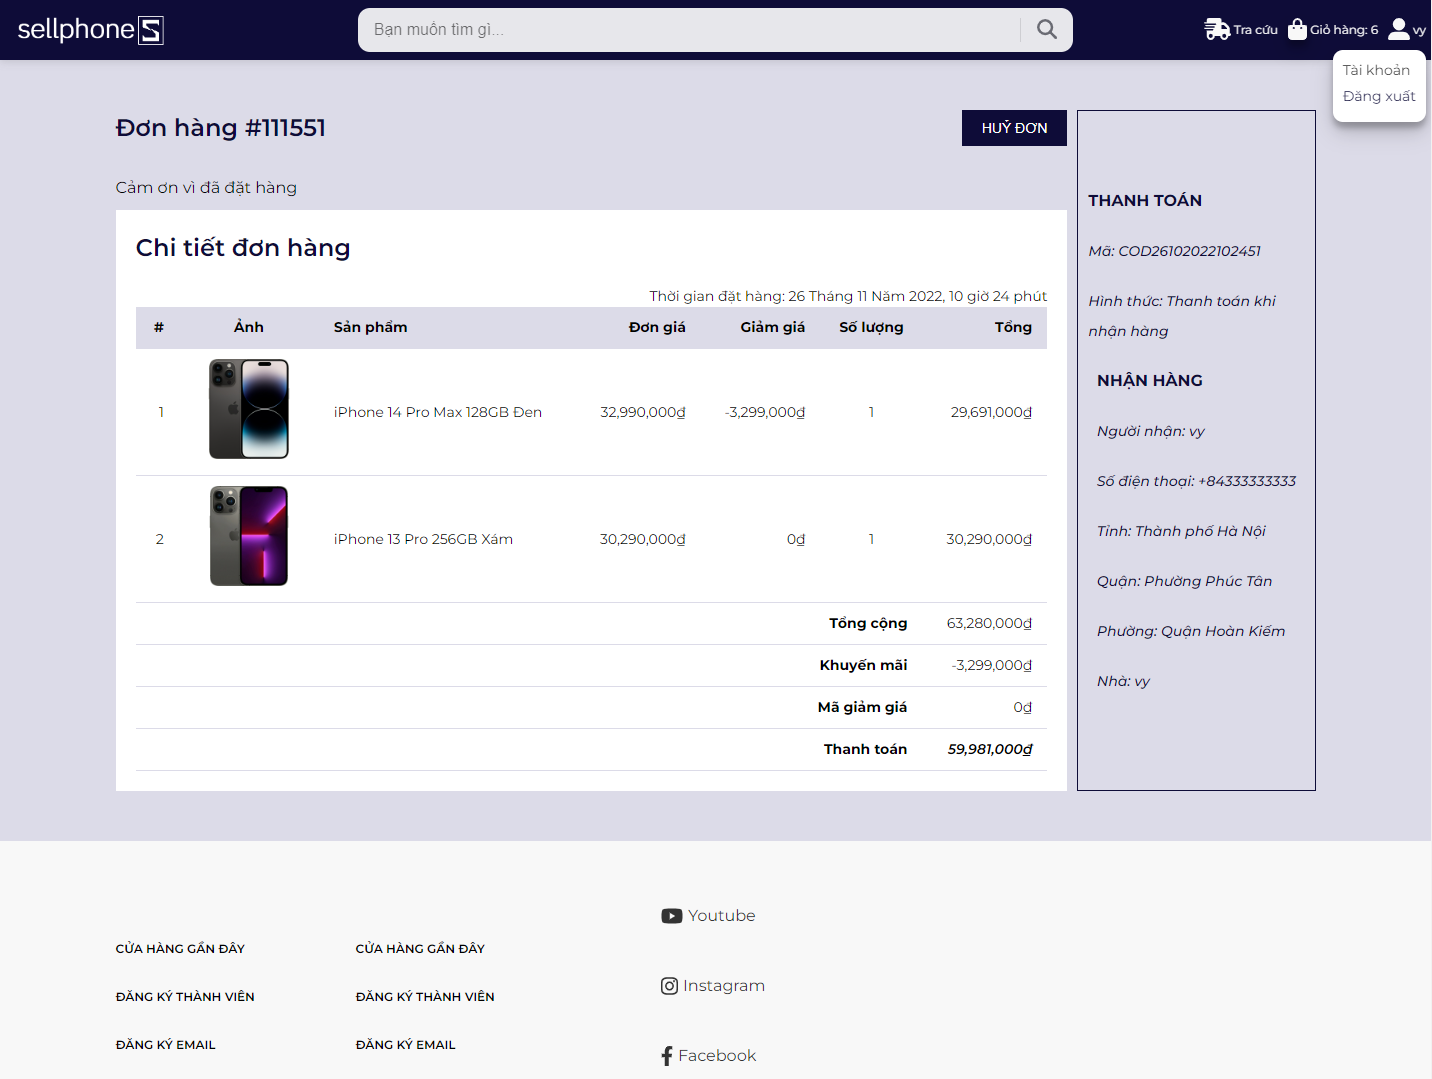 sellphoneS
Bạn muốn tìm gì...
Tra cứu
Giỏ hàng: 6
vy
Tài khoản
Đăng xuất
Đơn hàng #111551
HUỶ ĐƠN
Cảm ơn vì đã đặt hàng
Chi tiết đơn hàng
Thời gian đặt hàng: 26 Tháng 11 Năm 2022, 10 giờ 24 phút
# Ảnh Sản phẩm Đơn giá Giảm giá Số lượng Tổng
1 iPhone 14 Pro Max 128GB Đen 32,990,000₫ -3,299,000₫ 1 29,691,000₫
2 iPhone 13 Pro 256GB Xám 30,290,000₫ 0₫ 1 30,290,000₫
Tổng cộng 63,280,000₫
Khuyến mãi -3,299,000₫
Mã giảm giá 0₫
Thanh toán 59,981,000₫
THANH TOÁN
Mã: COD26102022102451
Hình thức: Thanh toán khi
nhận hàng
NHẬN HÀNG
Người nhận: vy
Số điện thoại: +84333333333
Tỉnh: Thành phố Hà Nội
Quận: Phường Phúc Tân
Phường: Quận Hoàn Kiếm
Nhà: vy
CỬA HÀNG GẦN ĐÂY
ĐĂNG KÝ THÀNH VIÊN
ĐĂNG KÝ EMAIL
CỬA HÀNG GẦN ĐÂY
ĐĂNG KÝ THÀNH VIÊN
ĐĂNG KÝ EMAIL
Youtube
Instagram
Facebook